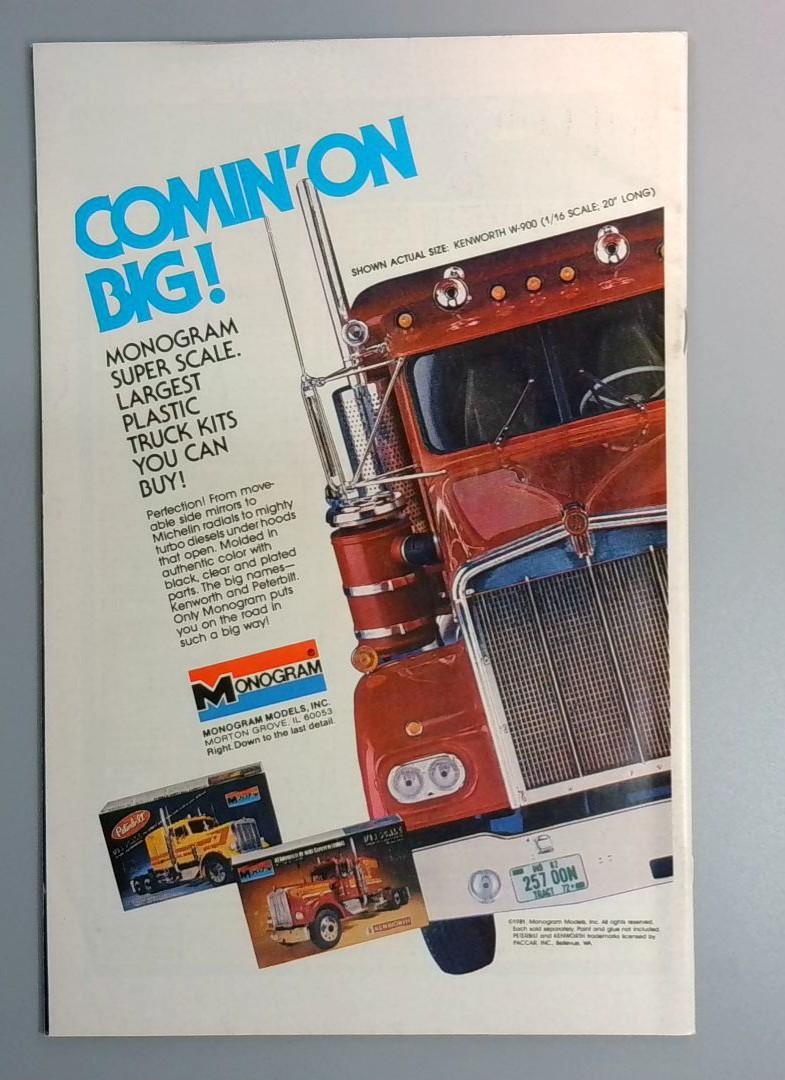 COMIN' ON
BIG!
SHOWN ACTUAL SIZE: KENWORTH W-900 (1/16 SCALE; 20" LONG)
MONOGRAM
SUPER SCALE.
LARGEST
PLASTIC
TRUCK KITS
YOU CAN
BUY!
Perfection! From move-
able side mirrors to
Michelin radials to mighty
turbo diesels under hoods
that open. Molded in
authentic color with
black, clear and plated
parts. The big names—
Kenworth and Peterbilt.
Only Monogram puts
you on the road in
such a big way!
MONOGRAM®
MONOGRAM MODELS, INC.
MORTON GROVE, IL 60053
Right Down to the last detail.
Peterbilt
KENWORTH
257 00N
©1981, Monogram Models, Inc. All rights reserved.
Each sold separately. Paint and glue not included.
PETERBILT and KENWORTH trademarks licensed by
PACCAR, INC., Bellevue, WA.